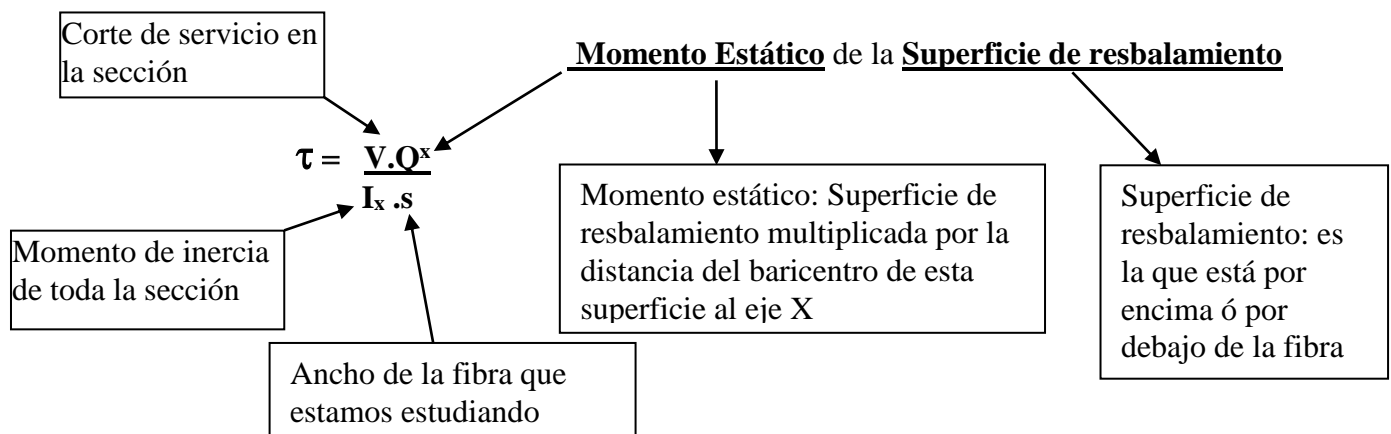 Corte de servicio en
la sección
Momento Estático de la Superficie de resbalamiento
τ = V.Qˣ
Iₓ .s
Momento de inercia
de toda la sección
Momento estático: Superficie de
resbalamiento multiplicada por la
distancia del baricentro de esta
superficie al eje X
Superficie de
resbalamiento: es
la que está por
encima ó por
debajo de la fibra
Ancho de la fibra que
estamos estudiando